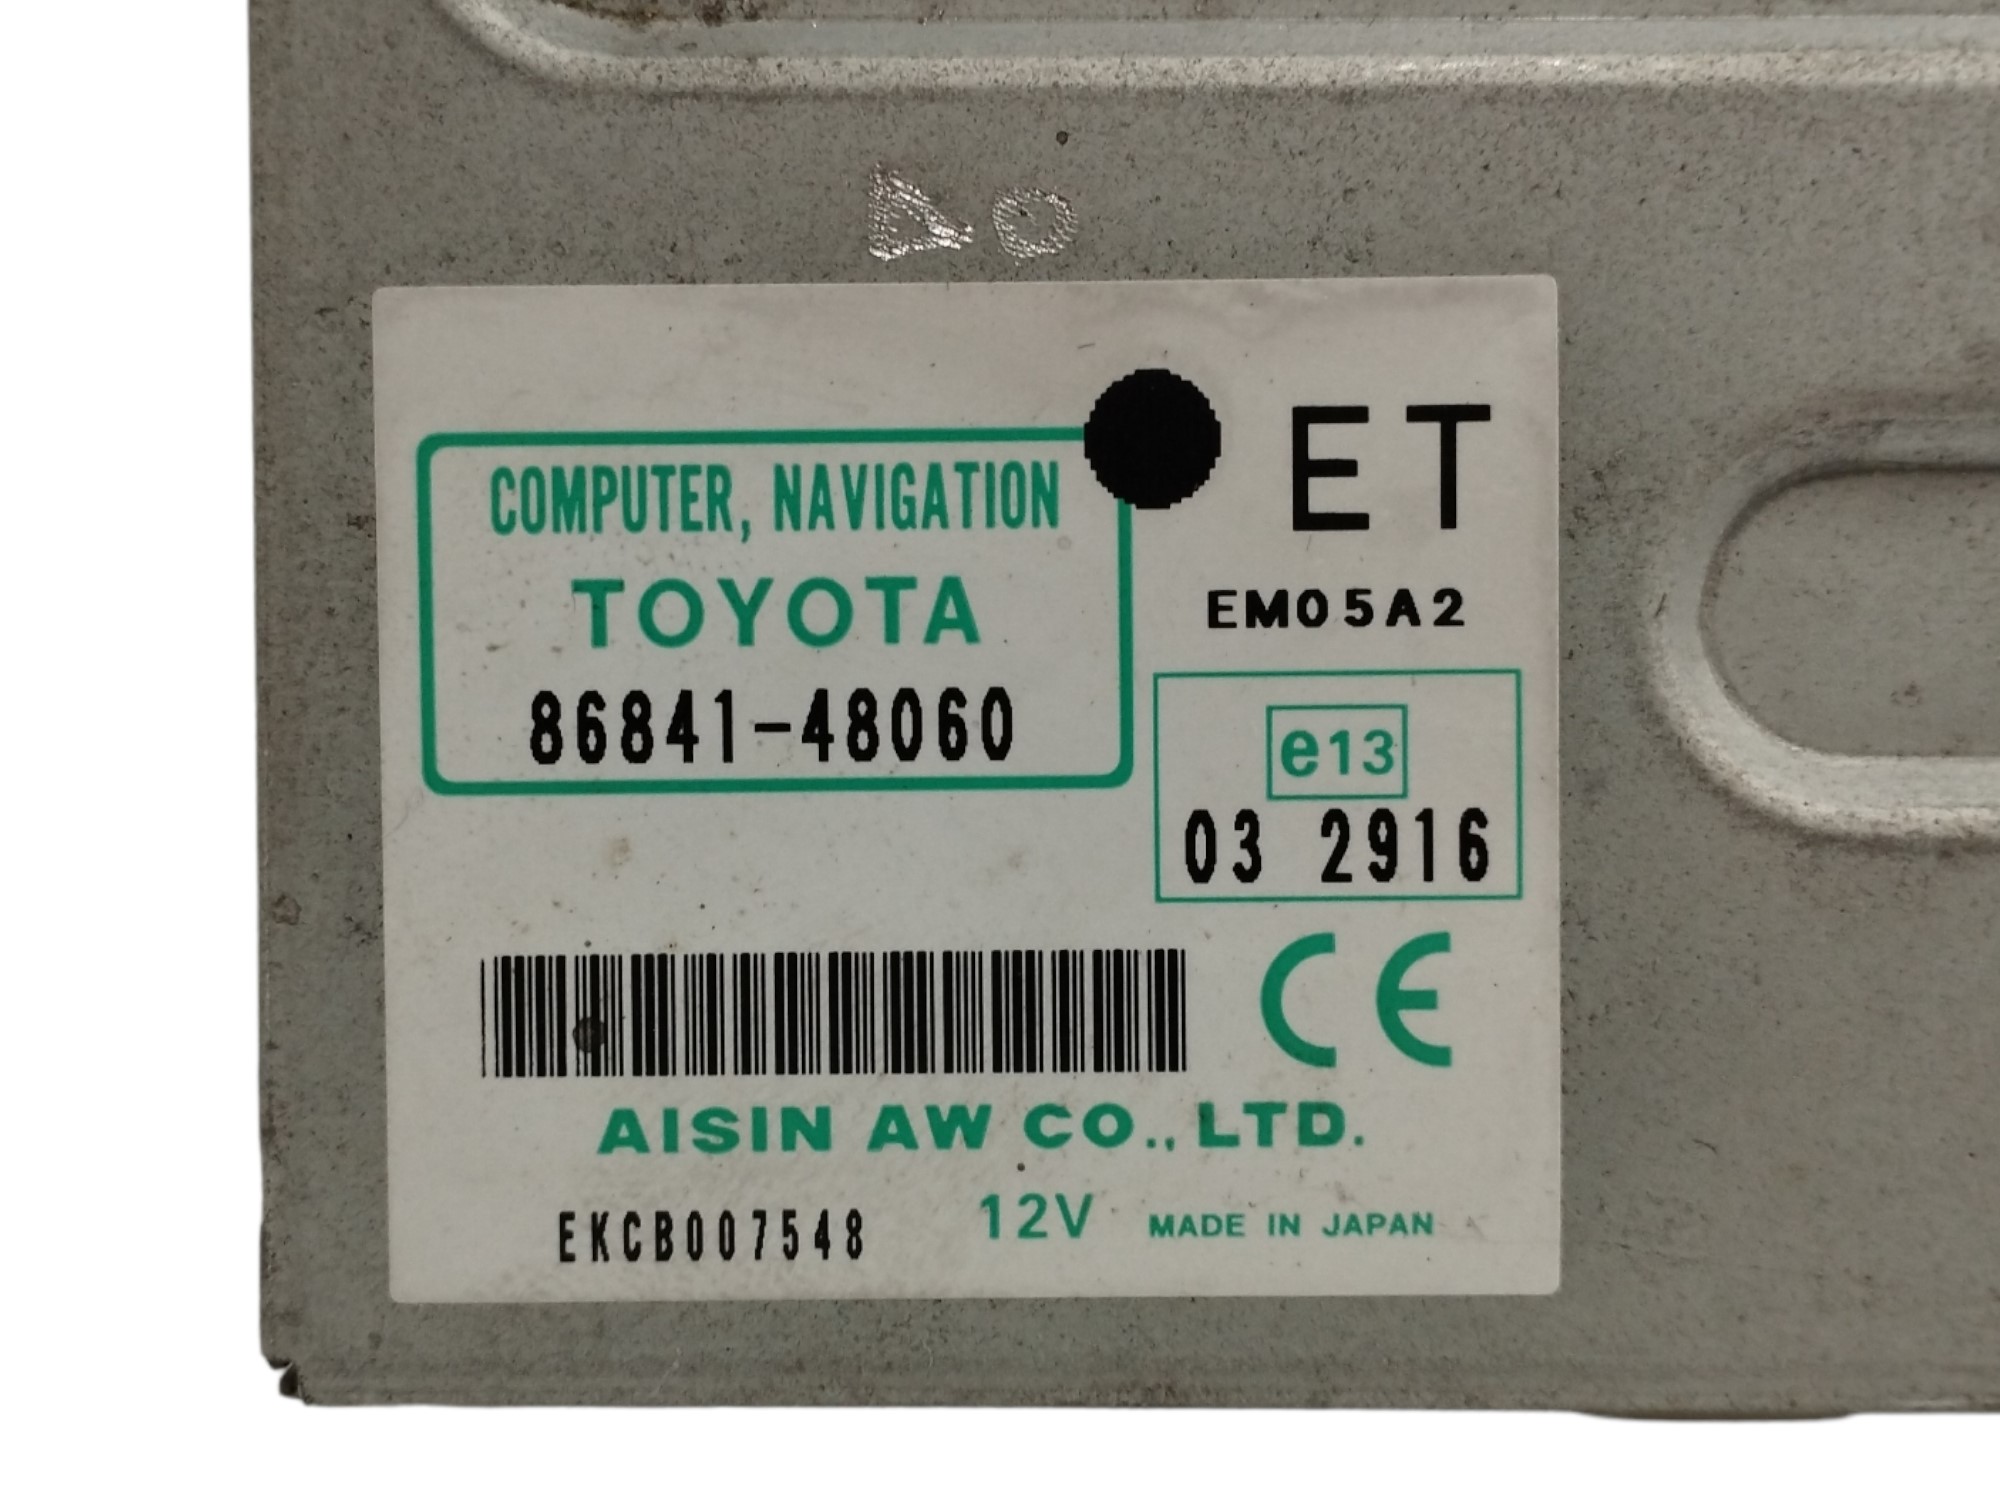 ET
COMPUTER, NAVIGATION
TOYOTA
86841-48060
EM05A2
e13
03 2916
CE
AISIN AW CO., LTD.
EKCB007548 12V MADE IN JAPAN